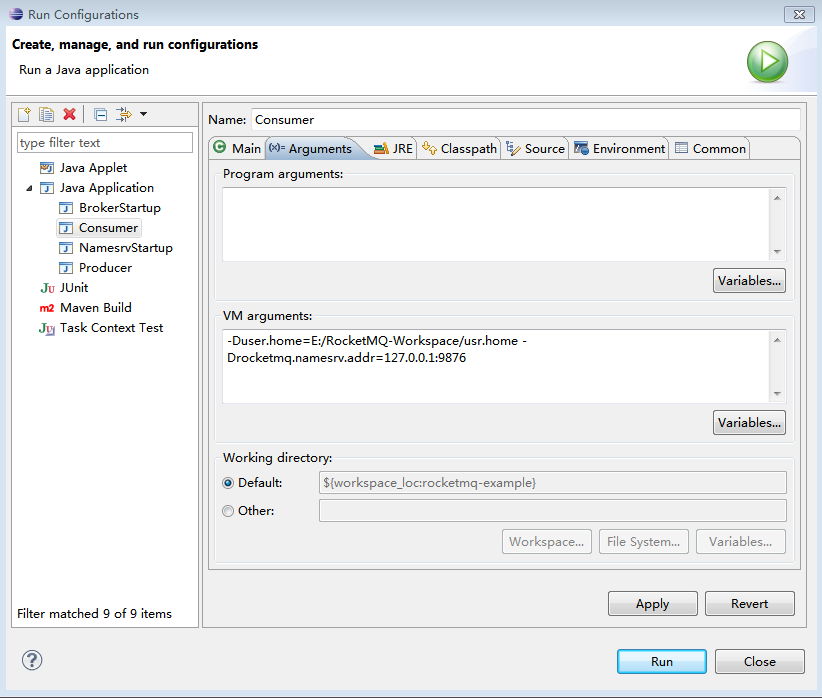 Run Configurations
Create, manage, and run configurations
Run a Java application
type filter text
Java Applet
Java Application
BrokerStartup
Consumer
NamesrvStartup
Producer
Ju JUnit
m2 Maven Build
Juj Task Context Test
Filter matched 9 of 9 items
Name: Consumer
Main (x)= Arguments JRE Classpath Source Environment Common
Program arguments:
Variables...
VM arguments:
-Duser.home=E:/RocketMQ-Workspace/usr.home -
Drocketmq.namesrv.addr=127.0.0.1:9876
Variables...
Working directory:
Default: ${workspace_loc:rocketmq-example}
Other:
Workspace... File System... Variables...
Apply Revert
? Run Close